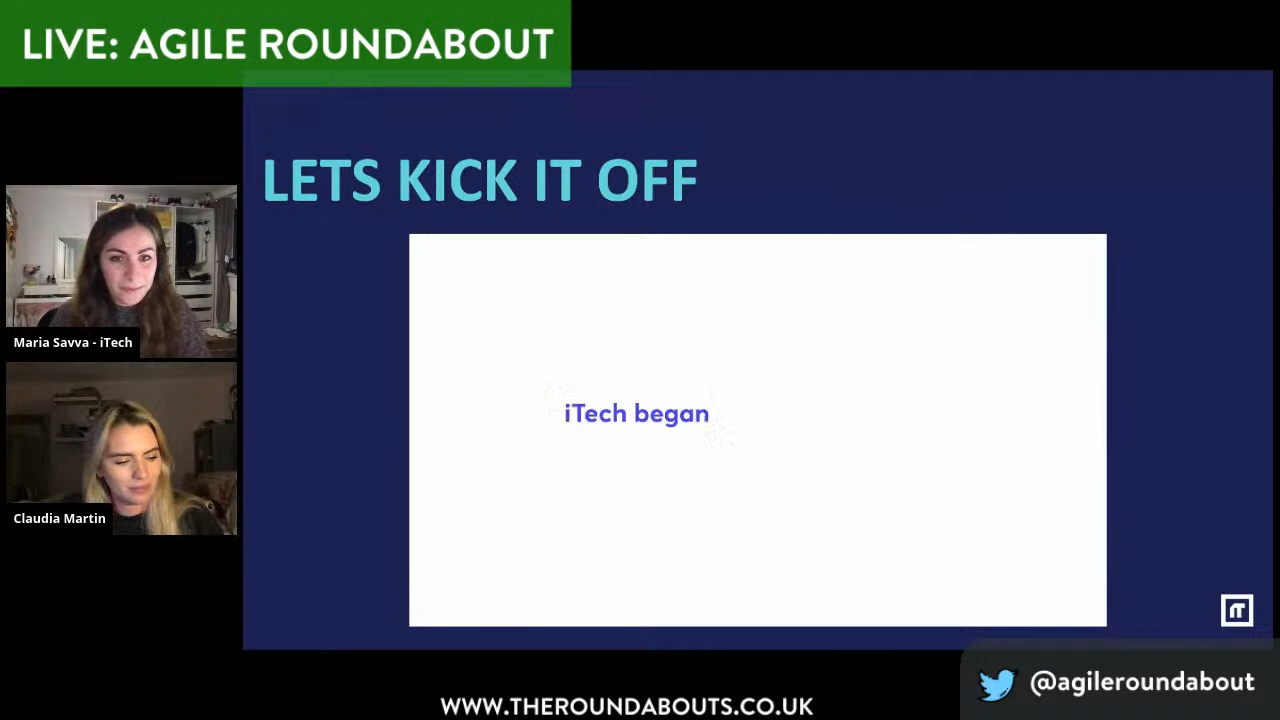 LIVE: AGILE ROUNDABOUT
LETS KICK IT OFF
Maria Savva - iTech
iTech began
Claudia Martin
iT
@agileroundabout
WWW.THEROUNDABOUTS.CO.UK